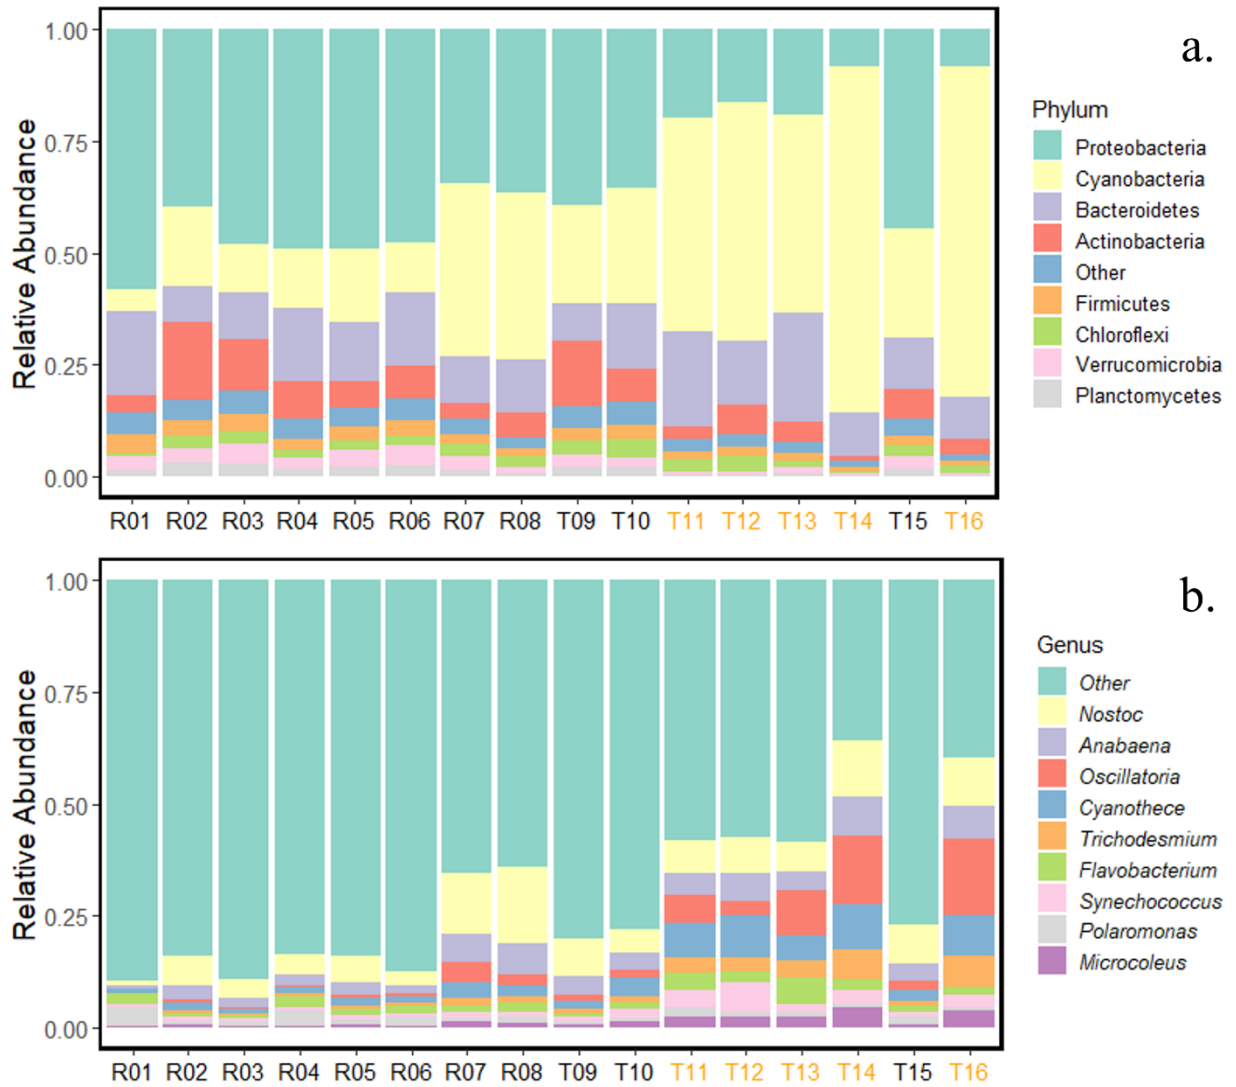 a.
1.00
0.75
0.50
0.25
0.00
Relative Abundance
R01 R02 R03 R04 R05 R06 R07 R08 T09 T10 T11 T12 T13 T14 T15 T16
Phylum
Proteobacteria
Cyanobacteria
Bacteroidetes
Actinobacteria
Other
Firmicutes
Chloroflexi
Verrucomicrobia
Planctomycetes
b.
1.00
0.75
0.50
0.25
0.00
Relative Abundance
R01 R02 R03 R04 R05 R06 R07 R08 T09 T10 T11 T12 T13 T14 T15 T16
Genus
Other
Nostoc
Anabaena
Oscillatoria
Cyanothece
Trichodesmium
Flavobacterium
Synechococcus
Polaromonas
Microcoleus